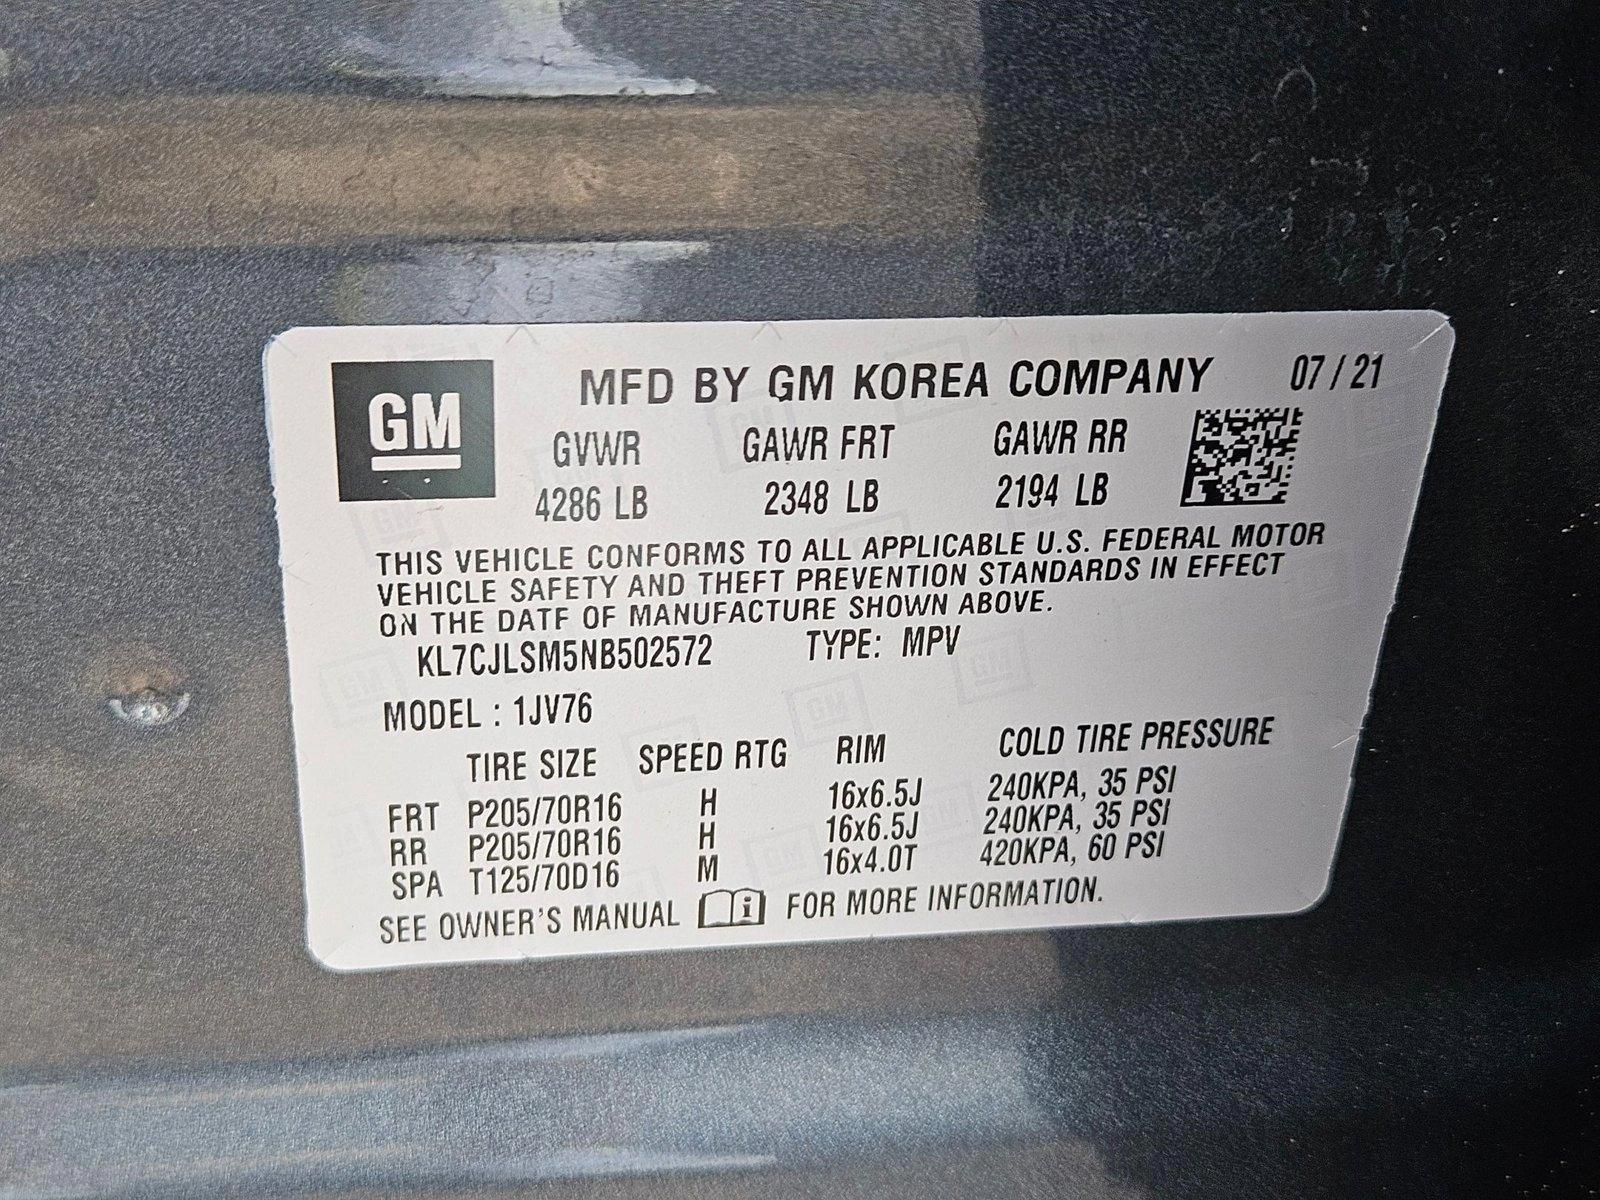 GM
MFD BY GM KOREA COMPANY 07/21
GVWR GAWR FRT GAWR RR
4286 LB 2348 LB 2194 LB
THIS VEHICLE CONFORMS TO ALL APPLICABLE U.S. FEDERAL MOTOR
VEHICLE SAFETY AND THEFT PREVENTION STANDARDS IN EFFECT
ON THE DATE OF MANUFACTURE SHOWN ABOVE.
KL7CJLSM5NB502572 TYPE: MPV
MODEL : 1JV76
TIRE SIZE SPEED RTG RIM COLD TIRE PRESSURE
FRT P205/70R16 H 16x6.5J 240KPA, 35 PSI
RR P205/70R16 H 16x6.5J 240KPA, 35 PSI
SPA T125/70D16 M 16x4.0T 420KPA, 60 PSI
SEE OWNER'S MANUAL i FOR MORE INFORMATION.